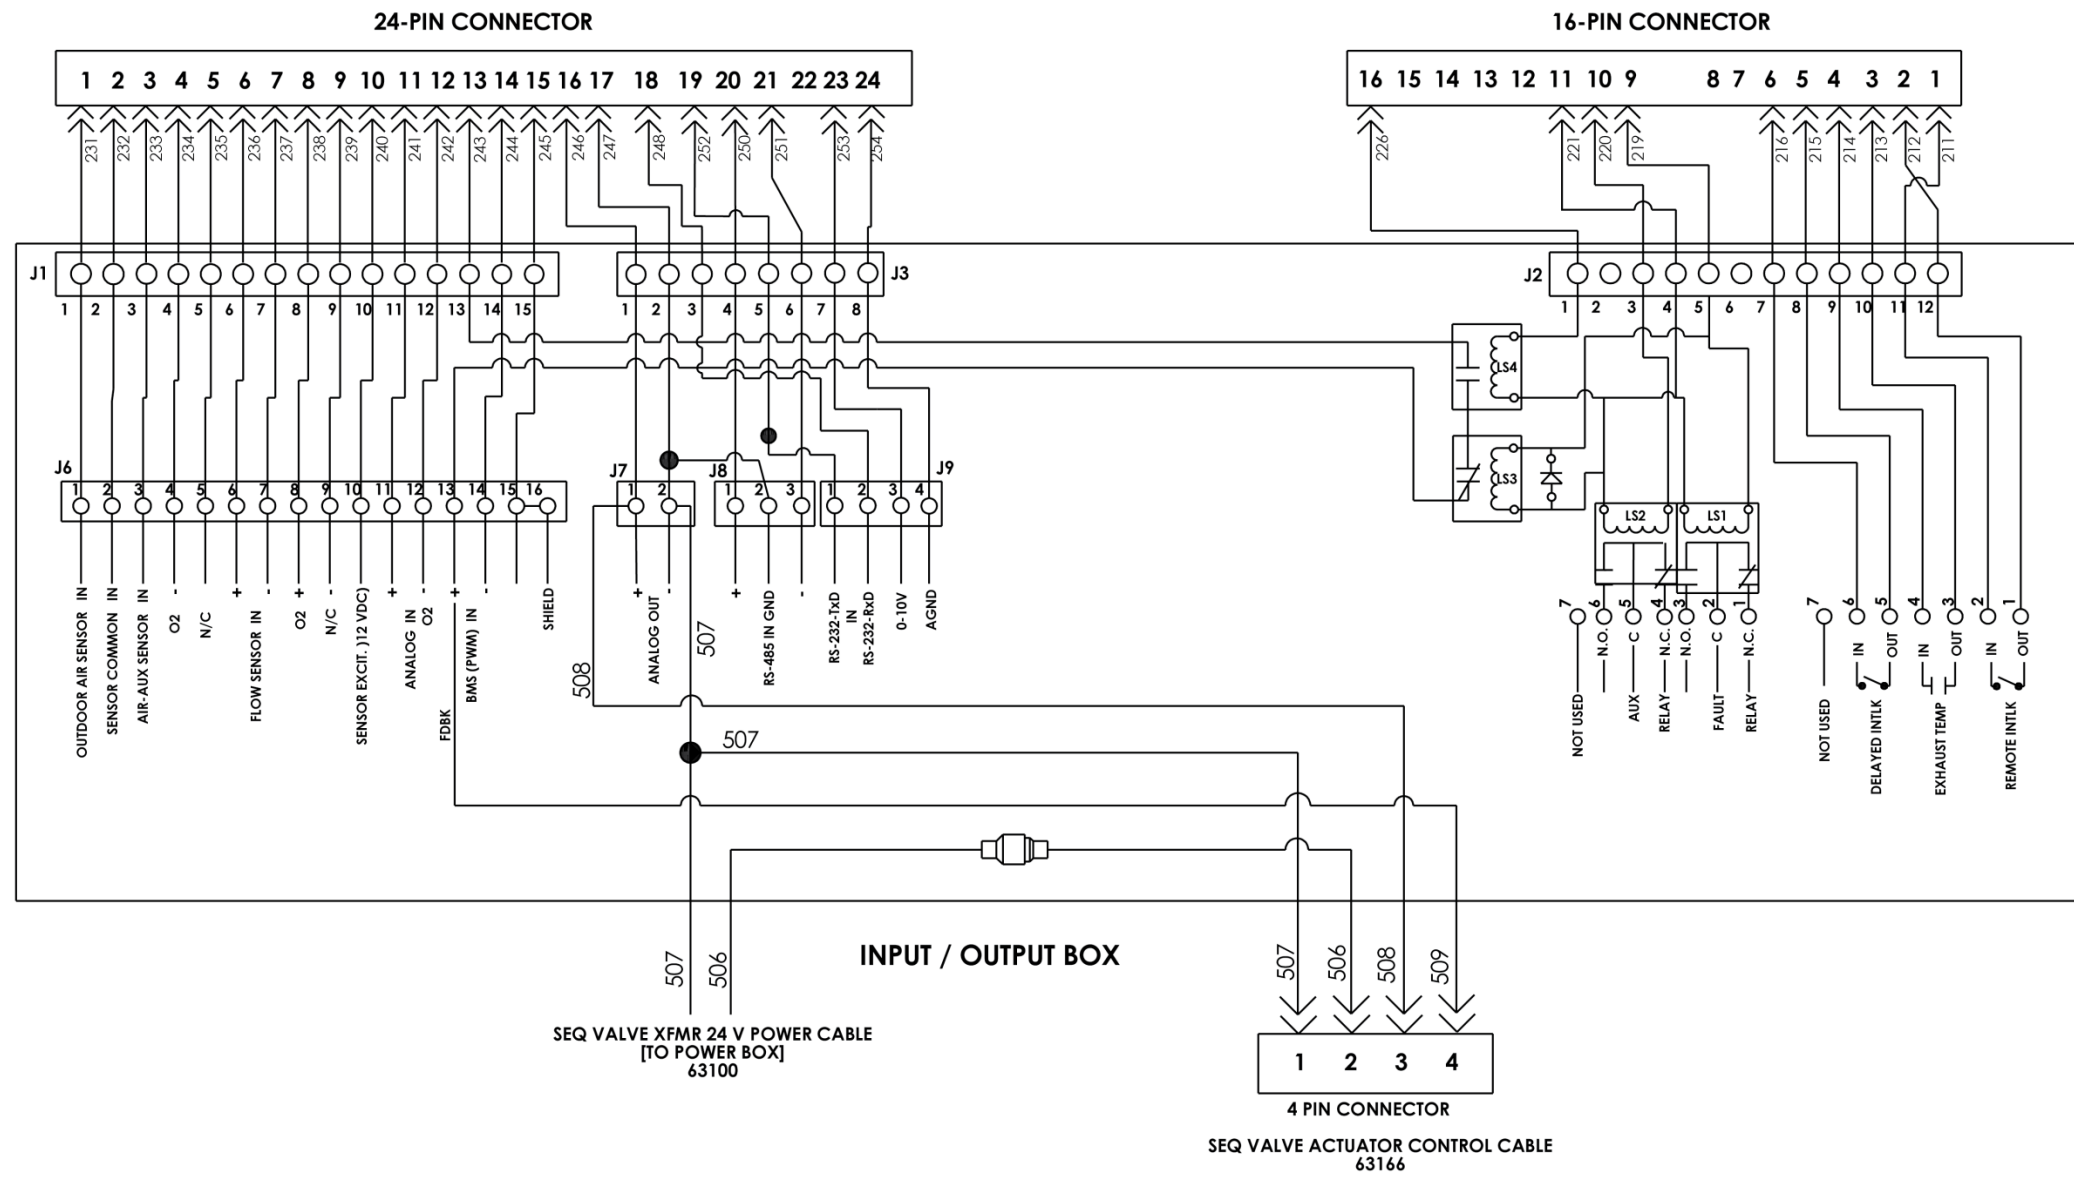 24-PIN CONNECTOR
16-PIN CONNECTOR
1 2 3 4 5 6 7 8 9 10 11 12 13 14 15 16 17 18 19 20 21 22 23 24
16 15 14 13 12 11 10 9 8 7 6 5 4 3 2 1
231 232 233 234 235 236 237 238 239 240 241 242 243 244 245 246 247 248 252 250 251 253 254
226 221 220 219 216 215 214 213 212 211
J1
J3
J2
1 2 3 4 5 6 7 8 9 10 11 12 13 14 15
1 2 3 4 5 6 7 8
1 2 3 4 5 6 7 8 9 10 11 12
LS4
LS3
J6
J7
J8
J9
1 2 3 4 5 6 7 8 9 10 11 12 13 14 15 16
1 2
1 2 3
1 2 3 4
LS2
LS1
OUTDOOR AIR SENSOR IN
SENSOR COMMON IN
AIR-AUX SENSOR IN
O2 -
N/C
+
FLOW SENSOR IN -
O2 +
N/C -
SENSOR EXCIT. )12 VDC)
+
ANALOG IN
O2 -
+
FDBK
BMS (PWM) IN -
SHIELD
+
ANALOG OUT
-
508
507
+
RS-485 IN GND
-
RS-232-TxD
IN
RS-232-RxD
0-10V
AGND
7 6 5 4 3 2 1
NOT USED
N.O.
AUX C
RELAY N.C.
N.O.
FAULT C
RELAY N.C.
7 6 5 4 3 2 1
NOT USED
IN OUT
DELAYED INTLK
IN OUT
EXHAUST TEMP
IN OUT
REMOTE INTLK
507
INPUT / OUTPUT BOX
507 506
507 506 508 509
SEQ VALVE XFMR 24 V POWER CABLE
[TO POWER BOX]
63100
1 2 3 4
4 PIN CONNECTOR
SEQ VALVE ACTUATOR CONTROL CABLE
63166